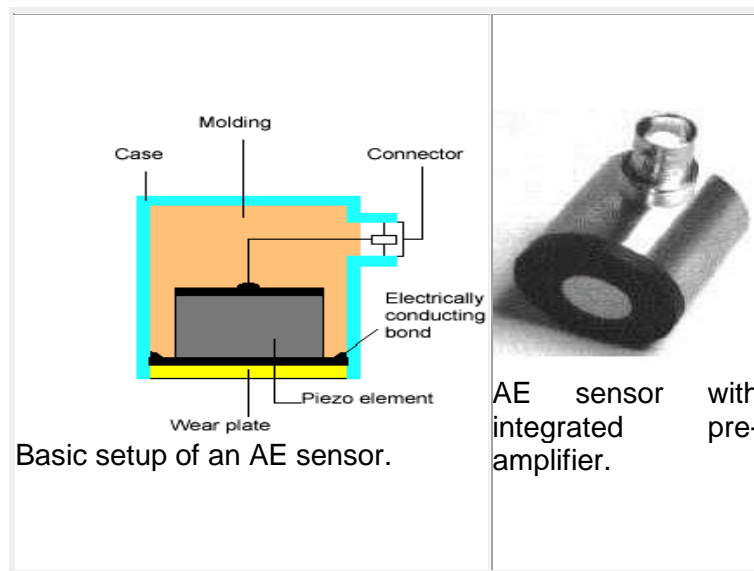 Molding
Case
Connector
Electrically
conducting
bond
Piezo element
Wear plate
Basic setup of an AE sensor.
AE sensor with
integrated pre-
amplifier.